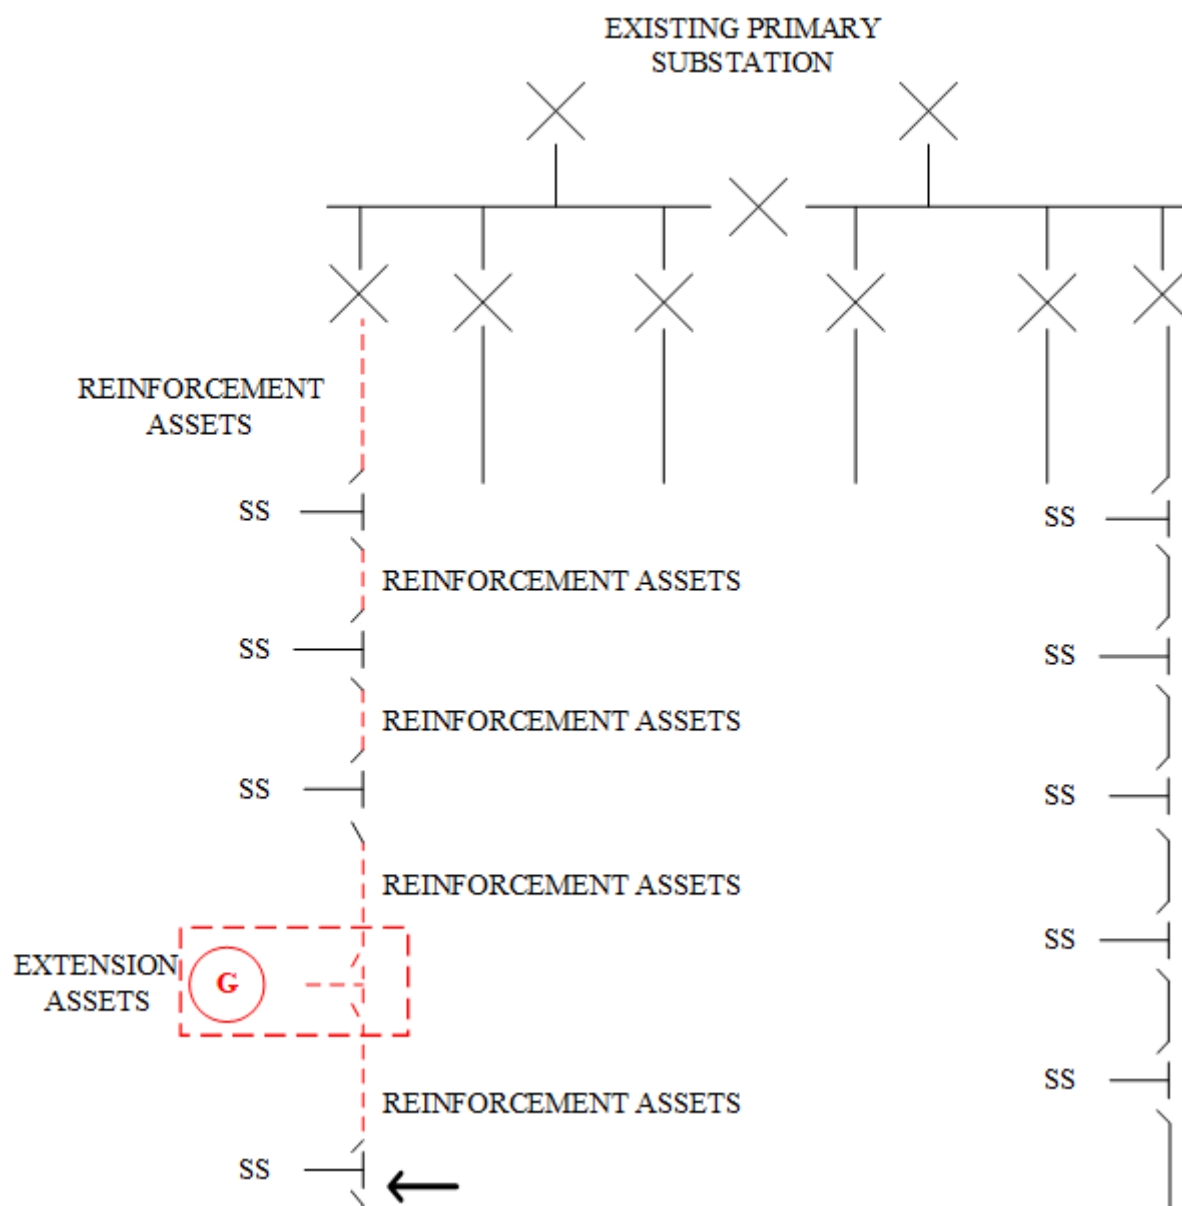 EXISTING PRIMARY
SUBSTATION
REINFORCEMENT
ASSETS
SS
SS
REINFORCEMENT ASSETS
SS
SS
REINFORCEMENT ASSETS
SS
SS
REINFORCEMENT ASSETS
SS
EXTENSION
ASSETS
G
SS
REINFORCEMENT ASSETS
SS